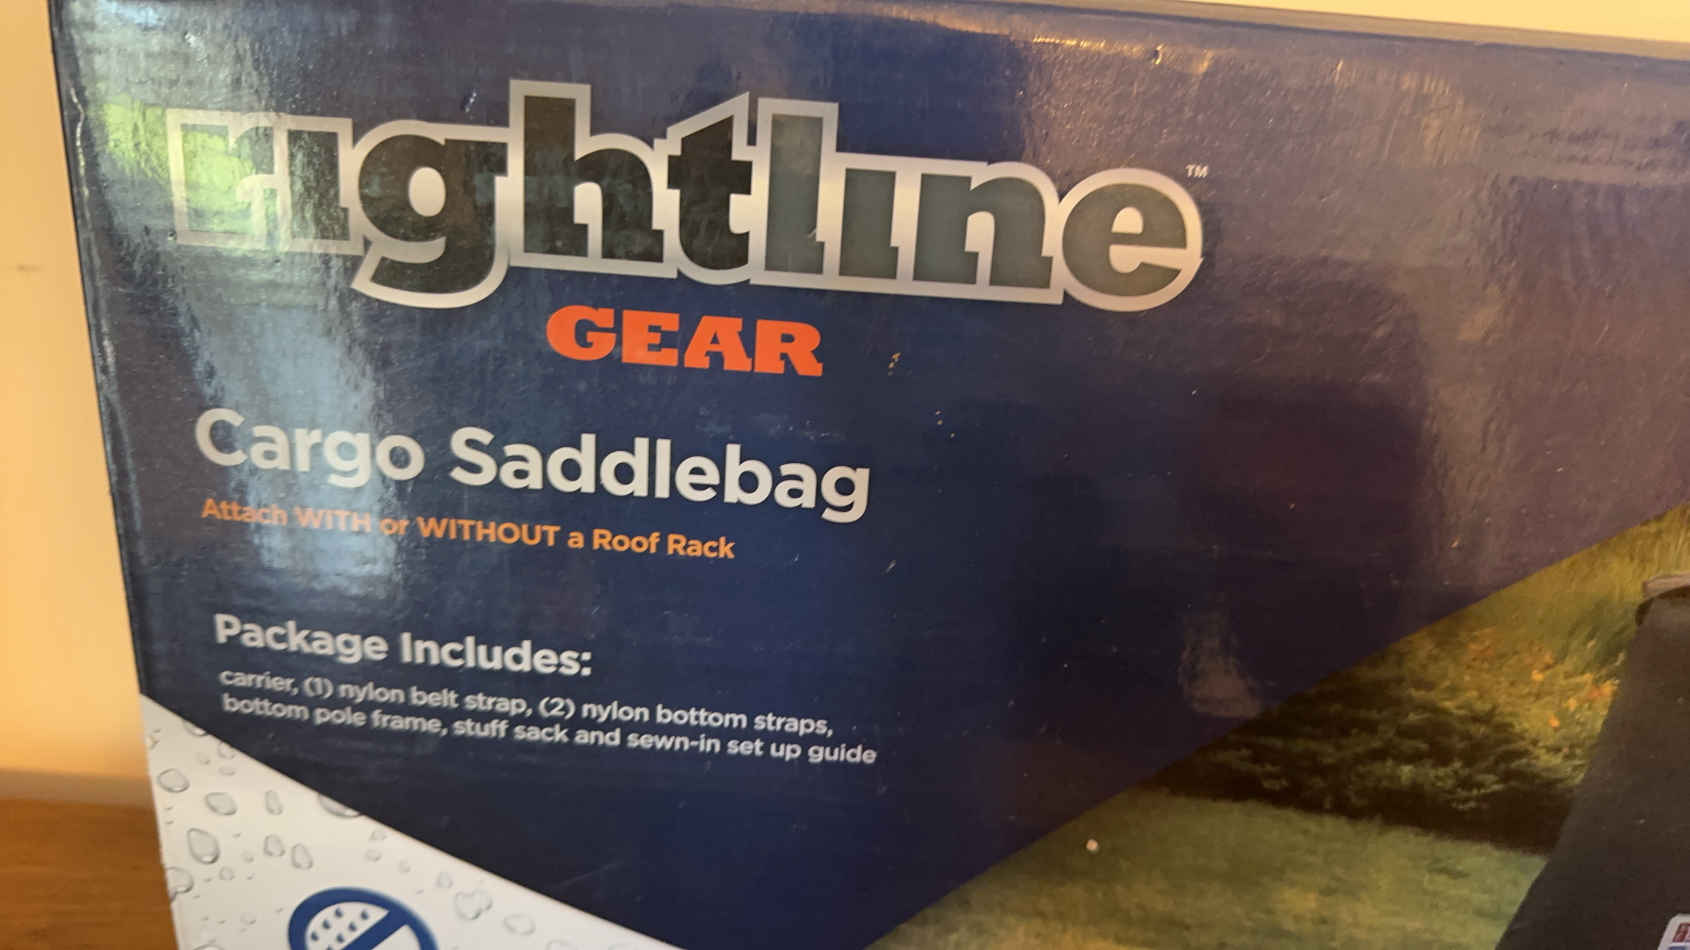 rightline™
GEAR
Cargo Saddlebag
Attach WITH or WITHOUT a Roof Rack
Package Includes:
carrier, (1) nylon belt strap, (2) nylon bottom straps,
bottom pole frame, stuff sack and sewn-in set up guide